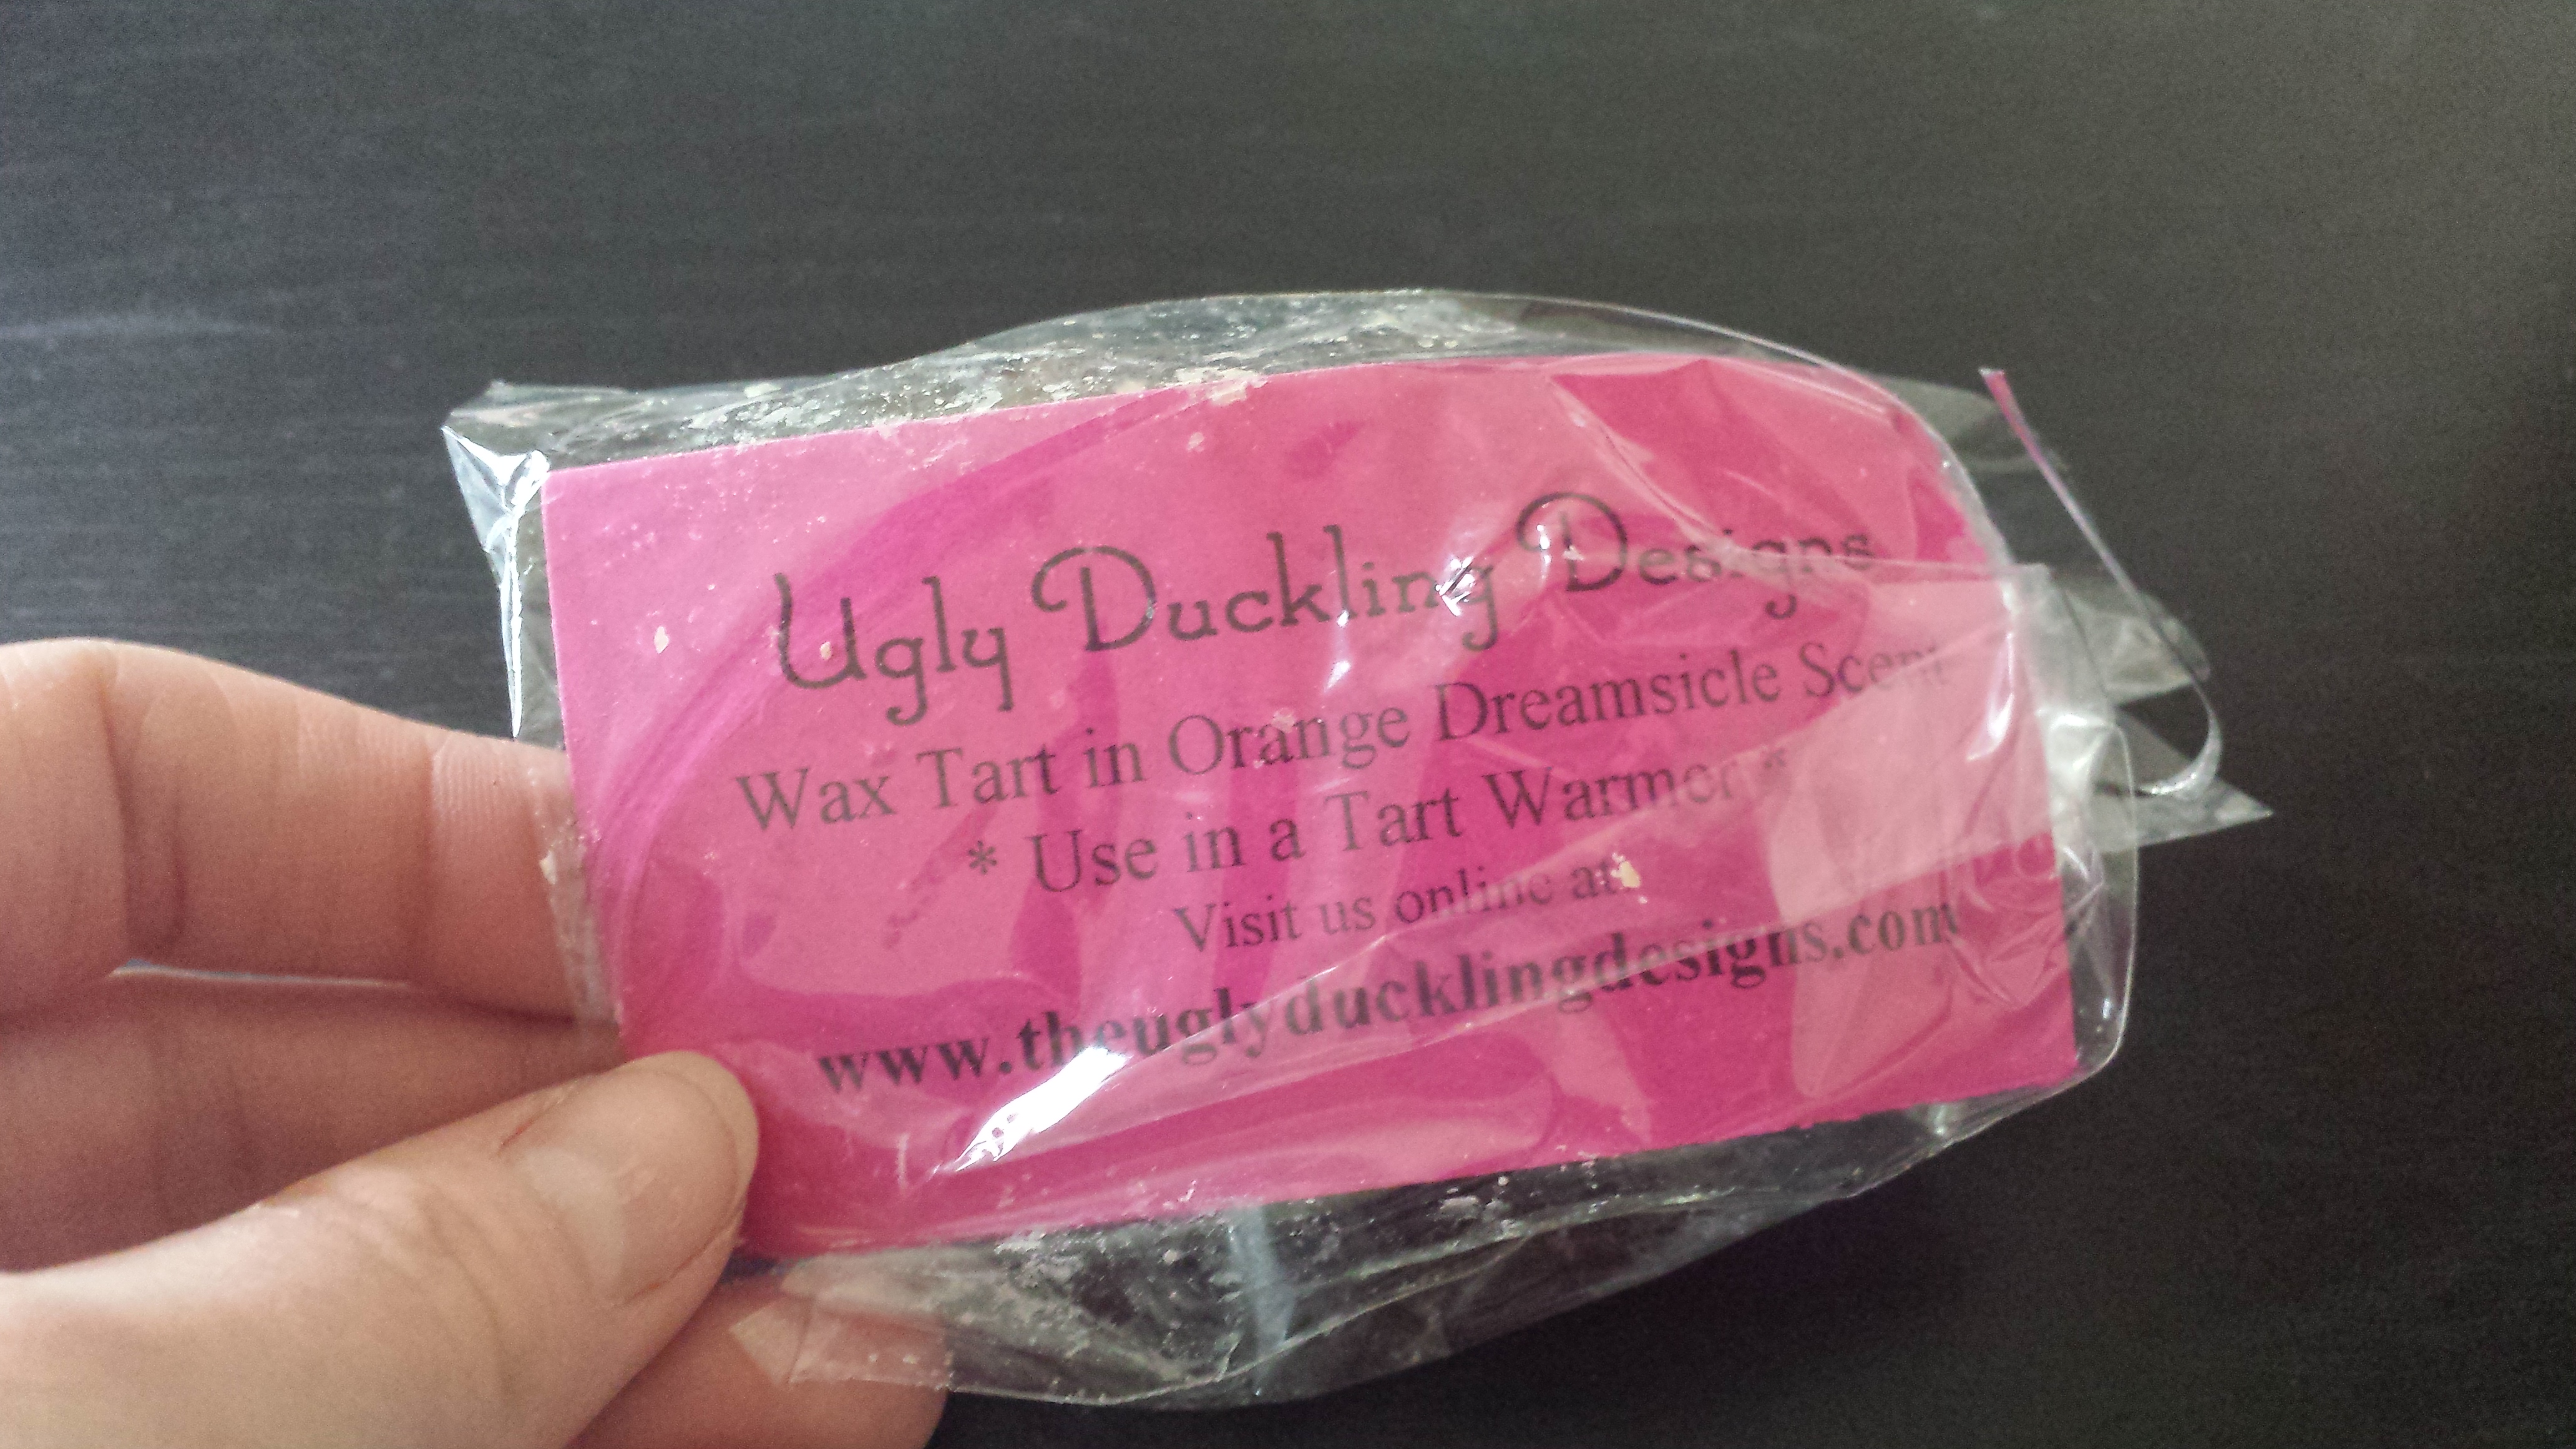 Ugly Duckling Designs
Wax Tart in Orange Dreamsicle Scent
* Use in a Tart Warmer *
Visit us online at:
www.theuglyducklingdesigns.com